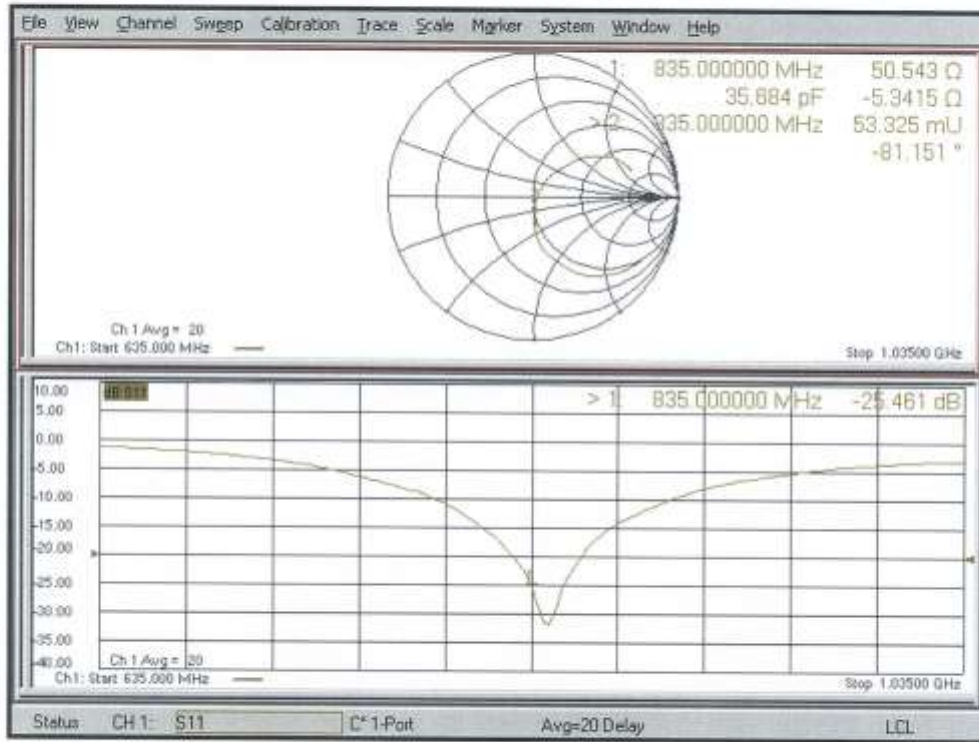 File View Channel Sweep Calibration Trace Scale Marker System Window Help
1: 835.000000 MHz 50.543 Ω
35.684 pF -5.3415 Ω
> 2: 835.000000 MHz 53.325 mU
-81.151 °
Ch 1 Avg = 20
Ch1: Start 635.000 MHz
Stop 1.03500 GHz
10.00
dB S11
> 1: 835.000000 MHz -25.461 dB
5.00
0.00
-5.00
-10.00
-15.00
-20.00
-25.00
-30.00
-35.00
-40.00
Ch 1 Avg = 20
Ch1: Start 635.000 MHz
Stop 1.03500 GHz
Status CH 1: S11 C* 1-Port Avg=20 Delay LCL